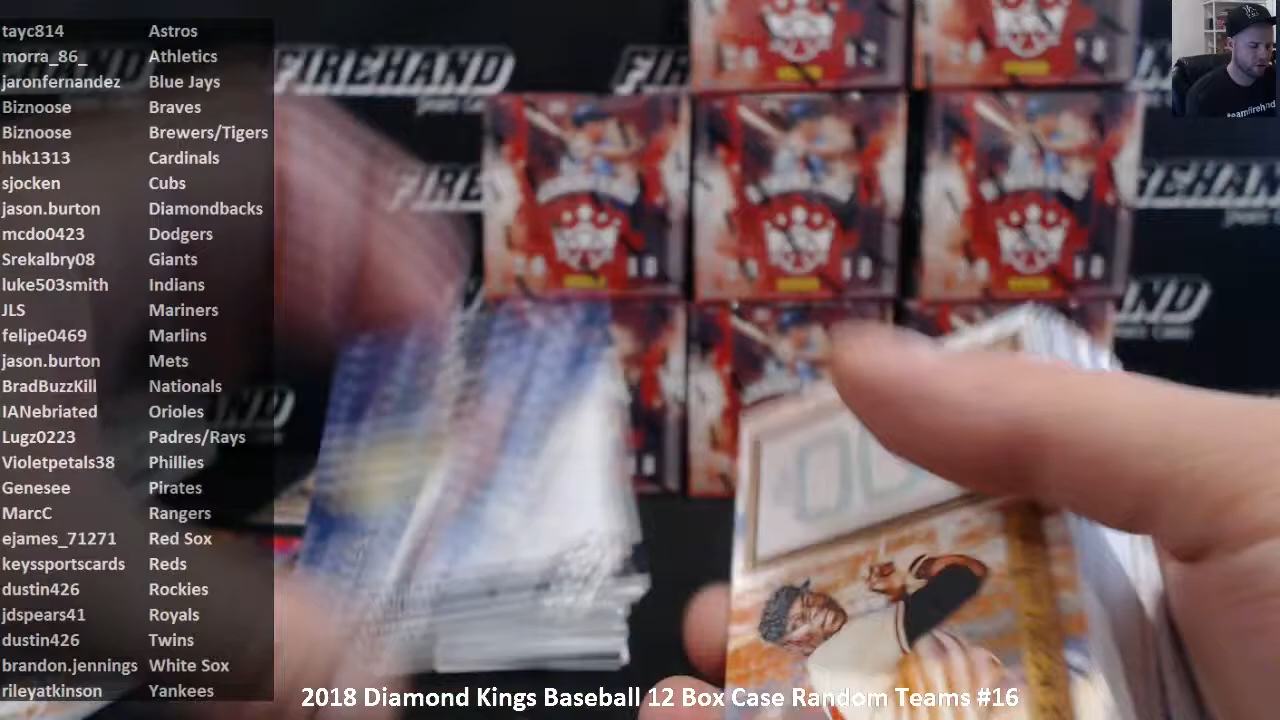 tayc814 Astros
morra_86_ Athletics
jaronfernandez Blue Jays
Biznoose Braves
Biznoose Brewers/Tigers
hbk1313 Cardinals
sjocken Cubs
jason.burton Diamondbacks
mcdo0423 Dodgers
Srekalbry08 Giants
luke503smith Indians
JLS Mariners
felipe0469 Marlins
jason.burton Mets
BradBuzzKill Nationals
IANebriated Orioles
Lugz0223 Padres/Rays
Violetpetals38 Phillies
Genesee Pirates
MarcC Rangers
ejames_71271 Red Sox
keyssportscards Reds
dustin426 Rockies
jdspears41 Royals
dustin426 Twins
brandon.jennings White Sox
rileyatkinson Yankees
FIREHAND
2018 Diamond Kings Baseball 12 Box Case Random Teams #16